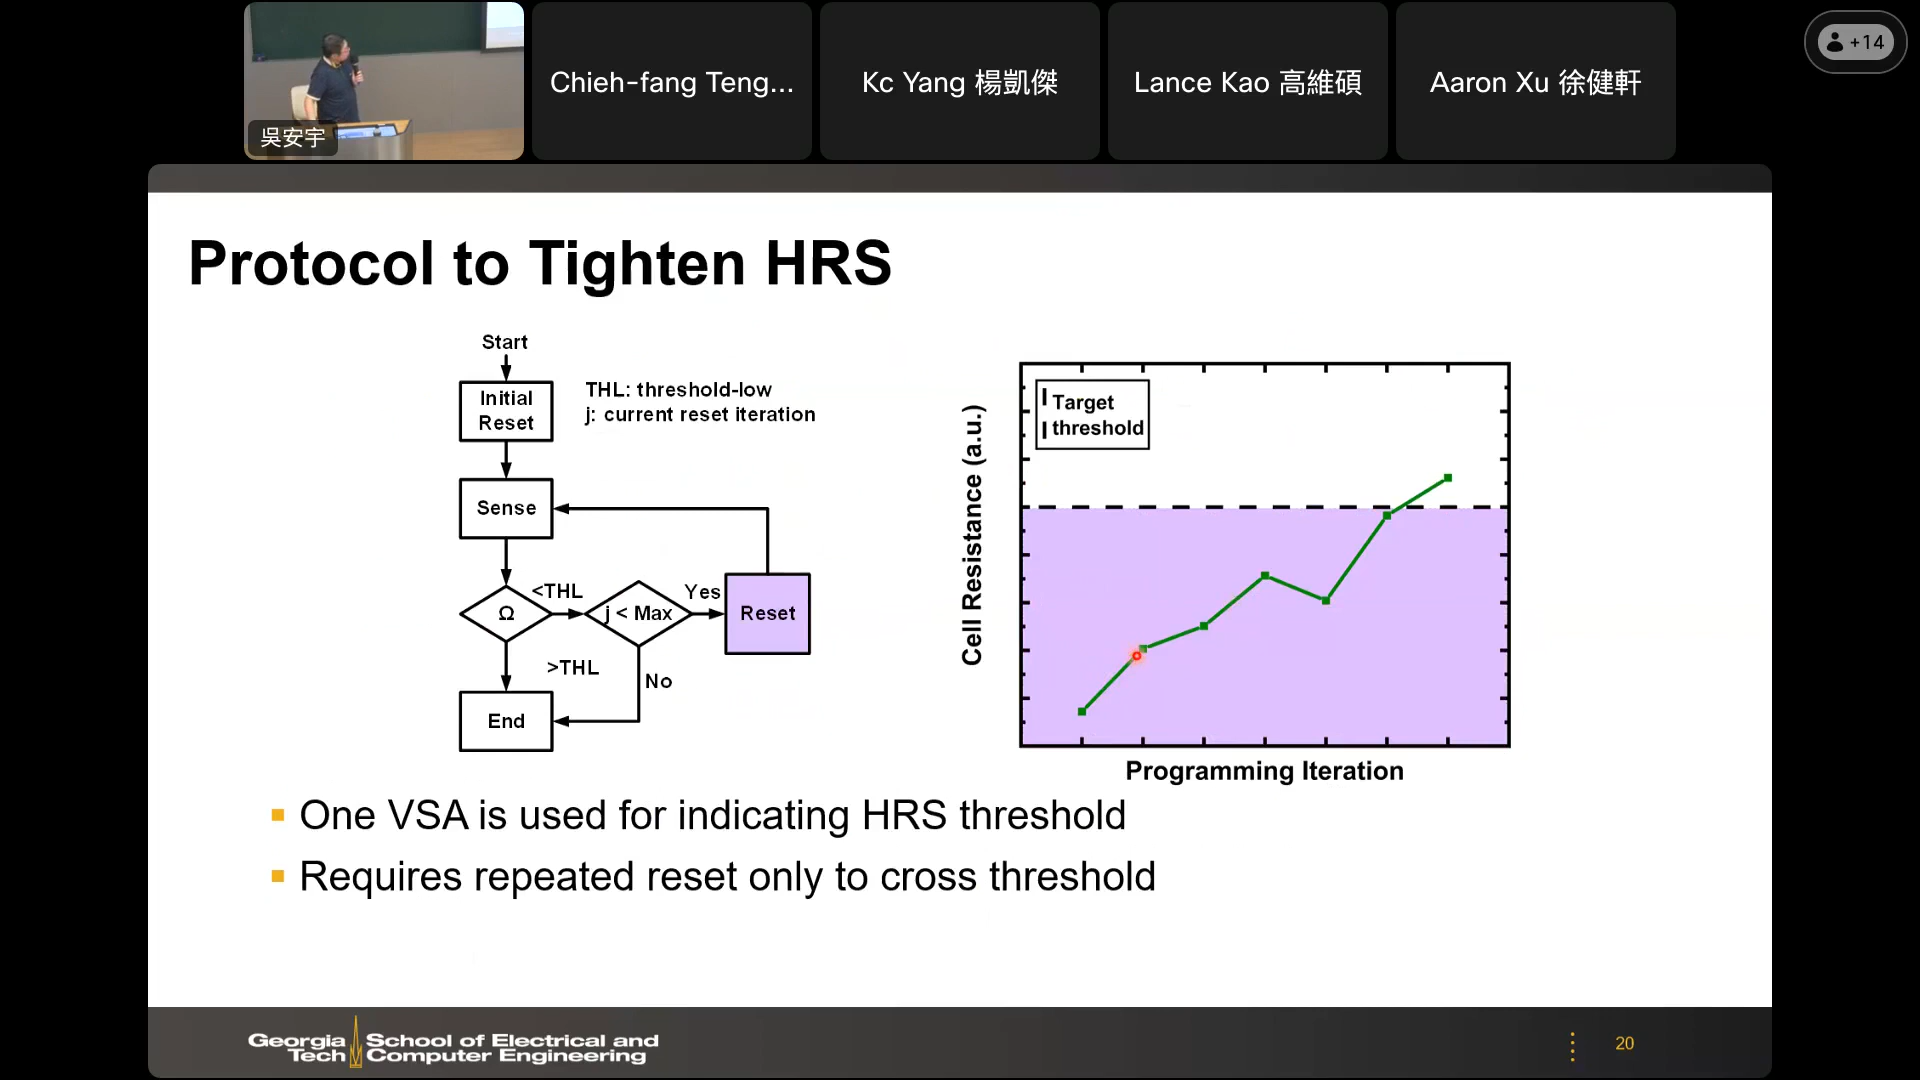 吳安宇
Chieh-fang Teng...
Kc Yang 楊凱傑
Lance Kao 高維碩
Aaron Xu 徐健軒
+14
Protocol to Tighten HRS
Start
Initial
Reset
THL: threshold-low
j: current reset iteration
Sense
Ω
<THL
j < Max
Yes
Reset
>THL
No
End
Target
threshold
Cell Resistance (a.u.)
Programming Iteration
One VSA is used for indicating HRS threshold
Requires repeated reset only to cross threshold
Georgia
Tech
School of Electrical and
Computer Engineering
20